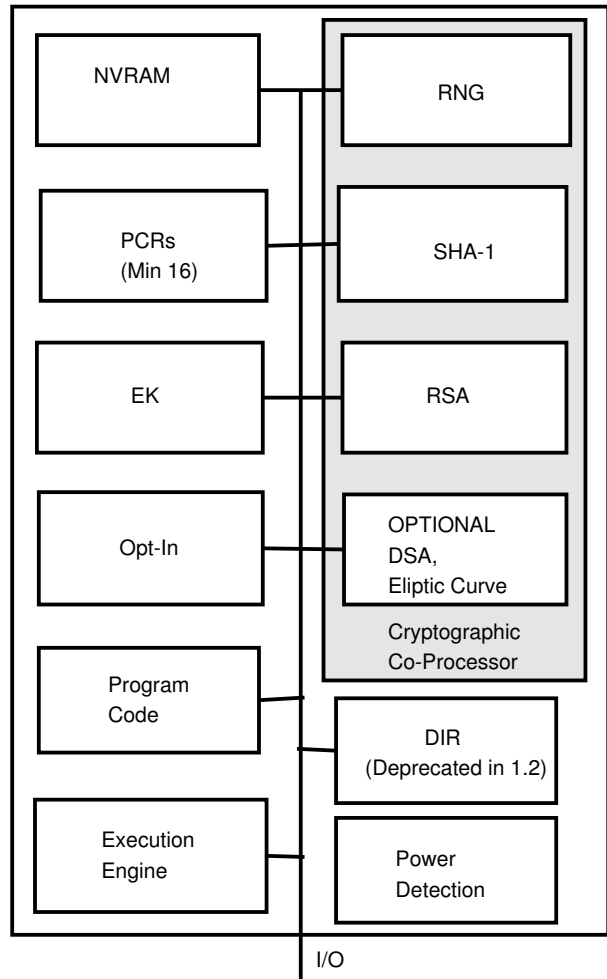 NVRAM
RNG
PCRs
(Min 16)
SHA-1
EK
RSA
Opt-In
OPTIONAL
DSA,
Eliptic Curve
Cryptographic
Co-Processor
Program
Code
DIR
(Deprecated in 1.2)
Execution
Engine
Power
Detection
I/O